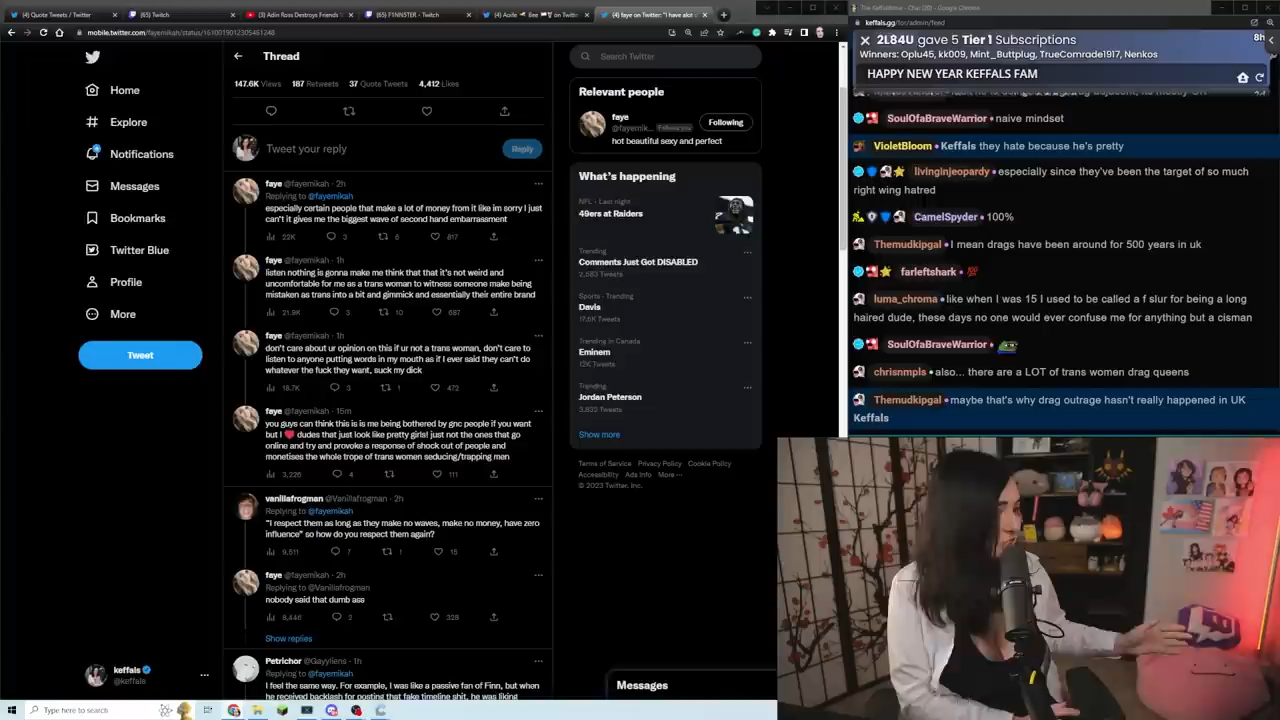 (4) Quote Tweets / Twitter
(65) Twitch
(3) Adin Ross Destroys Friends
(65) F1NN5TER - Twitch
(4) faye on Twitter: "I have alot
The Keffals
Google Chrome
mobile.twitter.com/fayemikah/status/1610019012305461248
keffals.gg/for/admin/feed
Thread
147.6K Views 187 Retweets 37 Quote Tweets 4,412 Likes
Tweet your reply
Reply
Home
Explore
Notifications
Messages
Bookmarks
Twitter Blue
Profile
More
Tweet
keffals
@keffals
faye @fayemikah · 2h
Replying to @fayemikah
especially certain people that make a lot of money from it like im sorry I just
can't it gives me the biggest wave of second hand embarrassment
22K 3 6 817
faye @fayemikah · 1h
listen nothing is gonna make me think that that it's not weird and
uncomfortable for me as a trans woman to witness someone make being
mistaken as trans into a bit and gimmick and essentially their entire brand
21.9K 3 10 687
faye @fayemikah · 1h
don't care about ur opinion on this if ur not a trans woman, don't care to
listen to anyone putting words in my mouth as if I ever said they can't do
whatever the fuck they want, suck my dick
18.7K 3 1 472
faye @fayemikah · 15m
you guys can think this is is me being bothered by gnc people if you want
but I ❤ dudes that just look like pretty girls! just not the ones that go
online and try and provoke a response of shock out of people and
monetises the whole trope of trans women seducing/trapping men
3,226 4 111
vanillafrogman @Vanillafrogman · 2h
Replying to @fayemikah
"I respect them as long as they make no waves, make no money, have zero
influence" so how do you respect them again?
9,511 7 1 15
faye @fayemikah · 2h
Replying to @Vanillafrogman
nobody said that dumb ass
8,446 2 328
Show replies
Petrichor @Gayyliens · 1h
Replying to @fayemikah
I feel the same way. For example, I was like a passive fan of Finn, but when
he received backlash for posting that fake timeline shit, he was liking
Search Twitter
Relevant people
faye
@fayemik... Follows you
Following
hot beautiful sexy and perfect
What's happening
NFL · Last night
49ers at Raiders
Trending
Comments Just Got DISABLED
2,583 Tweets
Sports · Trending
Davis
17.6K Tweets
Trending in Canada
Eminem
12K Tweets
Trending
Jordan Peterson
3,832 Tweets
Show more
Terms of Service Privacy Policy Cookie Policy
Accessibility Ads info More ···
© 2023 Twitter, Inc.
Messages
2L84U gave 5 Tier 1 Subscriptions
8h
Winners: Oplu45, kk009, Mint_Buttplug, TrueComrade1917, Nenkos
HAPPY NEW YEAR KEFFALS FAM
SoulOfaBraveWarrior naive mindset
VioletBloom Keffals they hate because he's pretty
livinginjeopardy especially since they've been the target of so much
right wing hatred
CamelSpyder 100%
Themudkipgal I mean drags have been around for 500 years in uk
farleftshark 💯
luma_chroma like when I was 15 I used to be called a f slur for being a long
haired dude, these days no one would ever confuse me for anything but a cisman
SoulOfaBraveWarrior
chrisnmpls also... there are a LOT of trans women drag queens
Themudkipgal maybe that's why drag outrage hasn't really happened in UK
Keffals
Type here to search